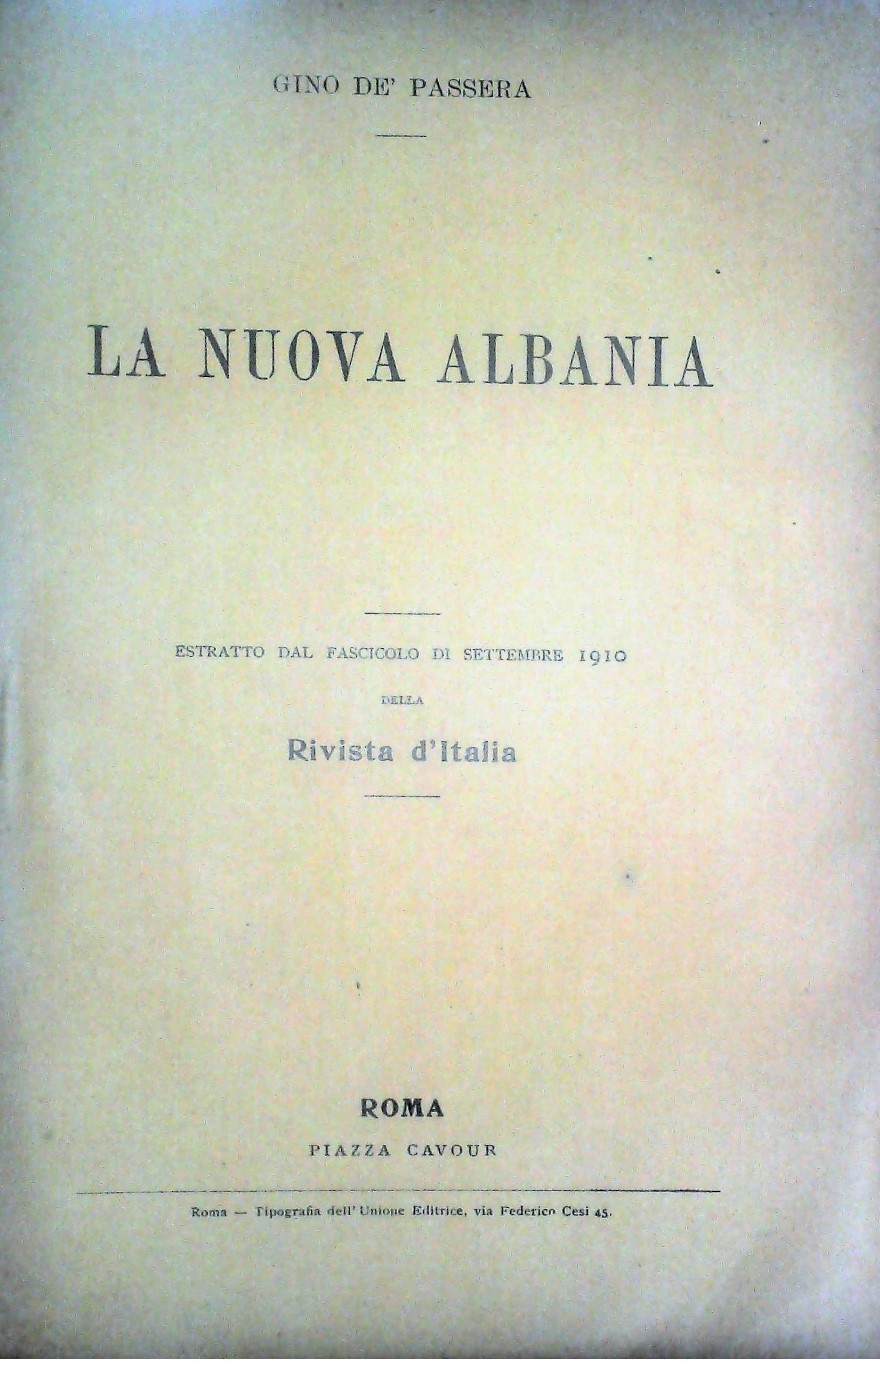 GINO DE' PASSERA
LA NUOVA ALBANIA
ESTRATTO DAL FASCICOLO DI SETTEMBRE 1910
DELLA
Rivista d'Italia
ROMA
PIAZZA CAVOUR
Roma — Tipografia dell'Unione Editrice, via Federico Cesi 45.